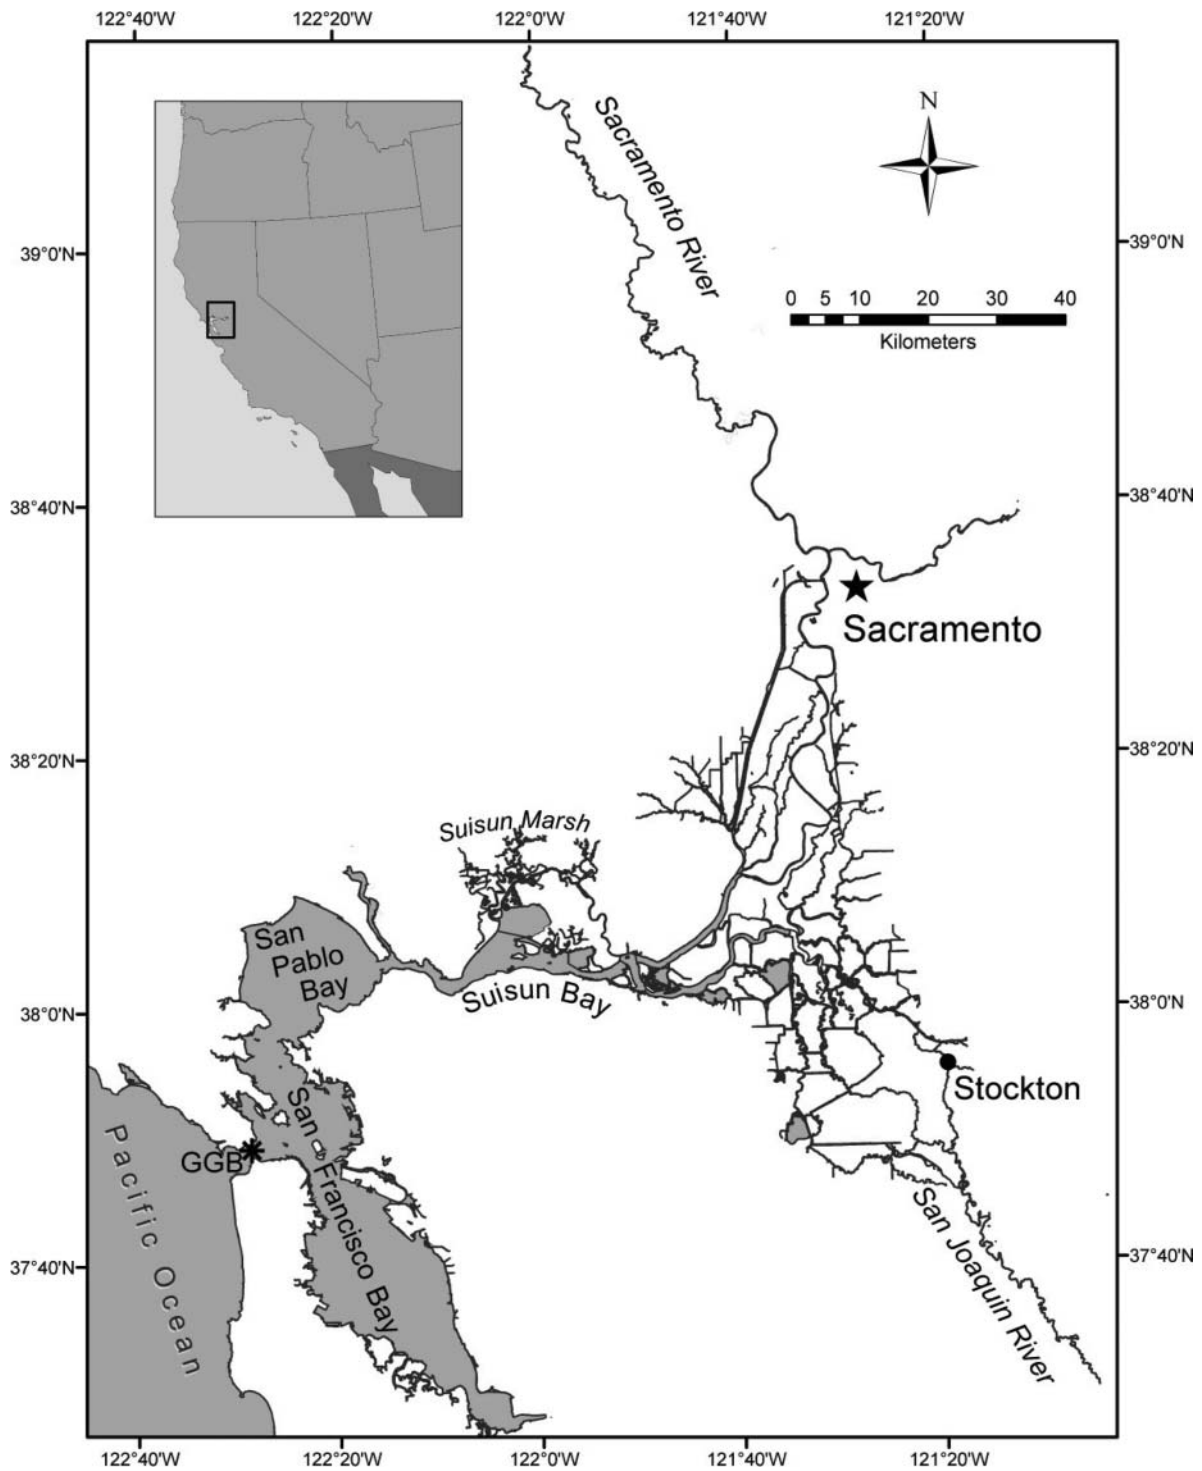 122°40'W 122°20'W 122°0'W 121°40'W 121°20'W
N
Sacramento River
39°0'N
39°0'N
0 5 10 20 30 40
Kilometers
38°40'N
38°40'N
Sacramento
38°20'N
38°20'N
Suisun Marsh
San
Pablo
Bay
Suisun Bay
38°0'N
38°0'N
Stockton
San
Francisco Bay
GGB
Pacific Ocean
San Joaquin River
37°40'N
37°40'N
122°40'W 122°20'W 122°0'W 121°40'W 121°20'W